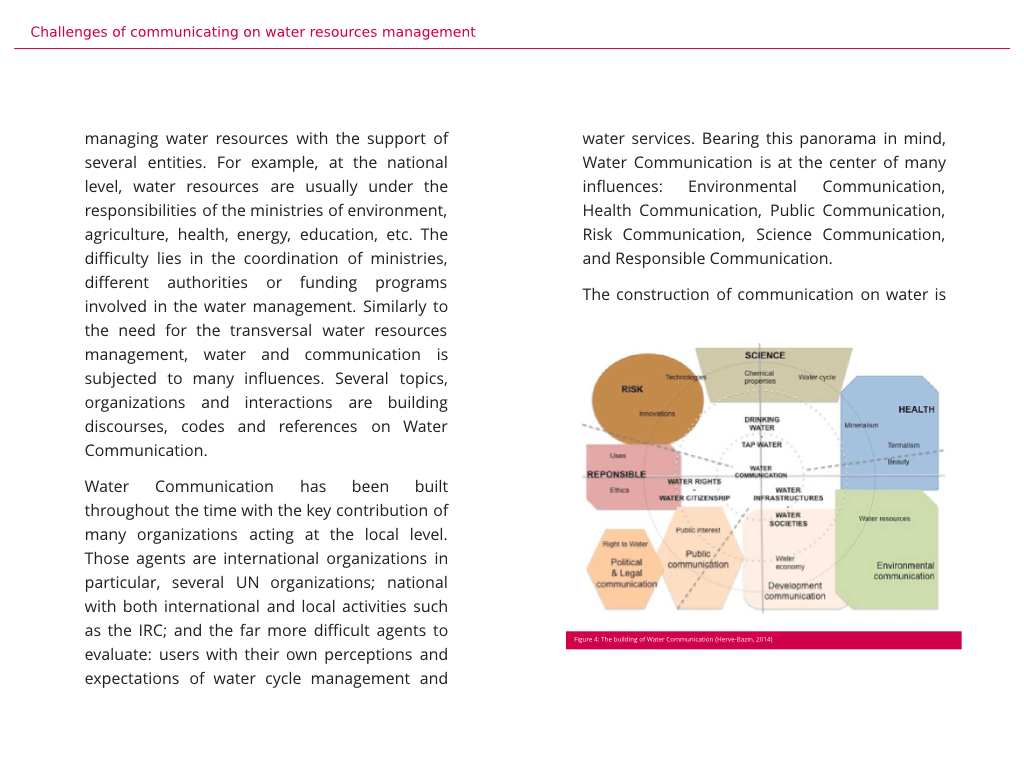 Challenges of communicating on water resources management
managing water resources with the support of
several entities. For example, at the national
level, water resources are usually under the
responsibilities of the ministries of environment,
agriculture, health, energy, education, etc. The
difficulty lies in the coordination of ministries,
different authorities or funding programs
involved in the water management. Similarly to
the need for the transversal water resources
management, water and communication is
subjected to many influences. Several topics,
organizations and interactions are building
discourses, codes and references on Water
Communication.
Water Communication has been built
throughout the time with the key contribution of
many organizations acting at the local level.
Those agents are international organizations in
particular, several UN organizations; national
with both international and local activities such
as the IRC; and the far more difficult agents to
evaluate: users with their own perceptions and
expectations of water cycle management and
water services. Bearing this panorama in mind,
Water Communication is at the center of many
influences: Environmental Communication,
Health Communication, Public Communication,
Risk Communication, Science Communication,
and Responsible Communication.
The construction of communication on water is
SCIENCE
Technologies
Chemical
properties
Water cycle
RISK
Innovations
HEALTH
Mineralism
Termalism
Beauty
DRINKING
WATER
TAP WATER
WATER
COMMUNICATION
Uses
REPONSIBLE
Ethics
WATER RIGHTS
WATER CITIZENSHIP
WATER
INFRASTRUCTURES
WATER
SOCIETIES
Public interest
Public
communication
Right to Water
Political
& Legal
communication
Water
economy
Development
communication
Water resources
Environmental
communication
Figure 4: The building of Water Communication (Herve-Bazin, 2014)